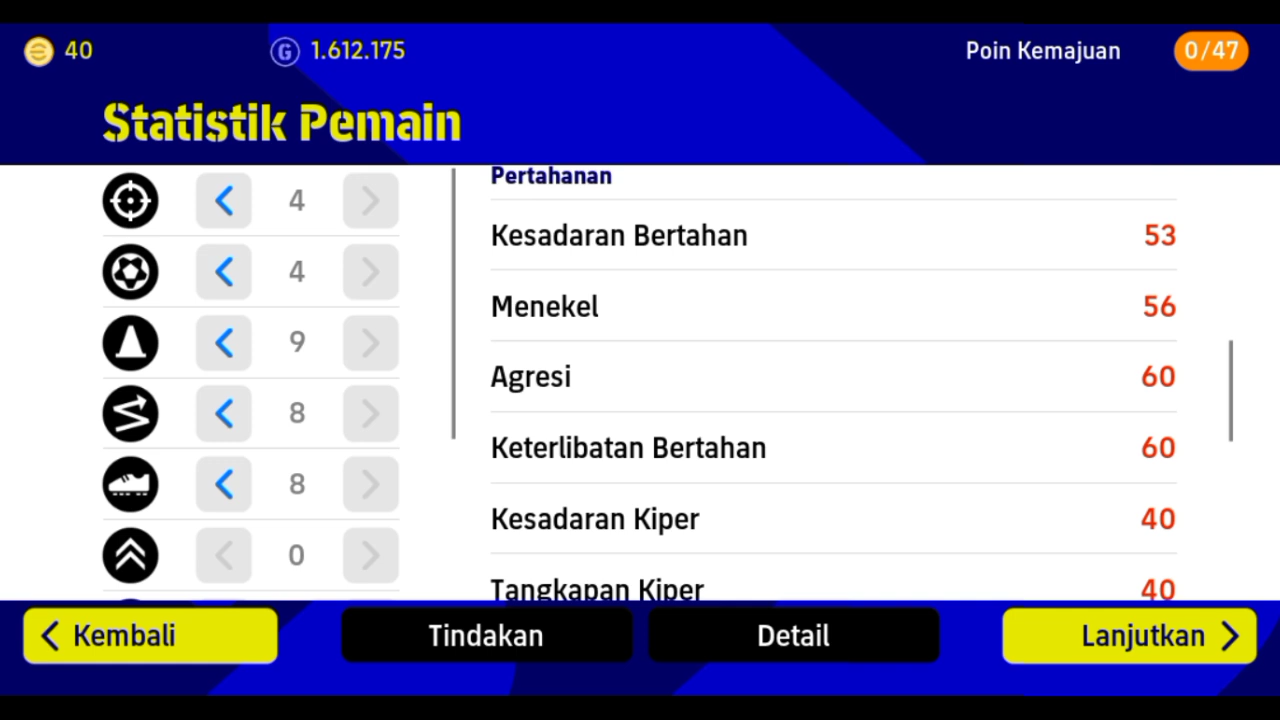 40
G 1.612.175
Poin Kemajuan 0/47
Statistik Pemain
4
4
9
8
8
0
Pertahanan
Kesadaran Bertahan 53
Menekel 56
Agresi 60
Keterlibatan Bertahan 60
Kesadaran Kiper 40
Tangkapan Kiper 40
Kembali
Tindakan
Detail
Lanjutkan